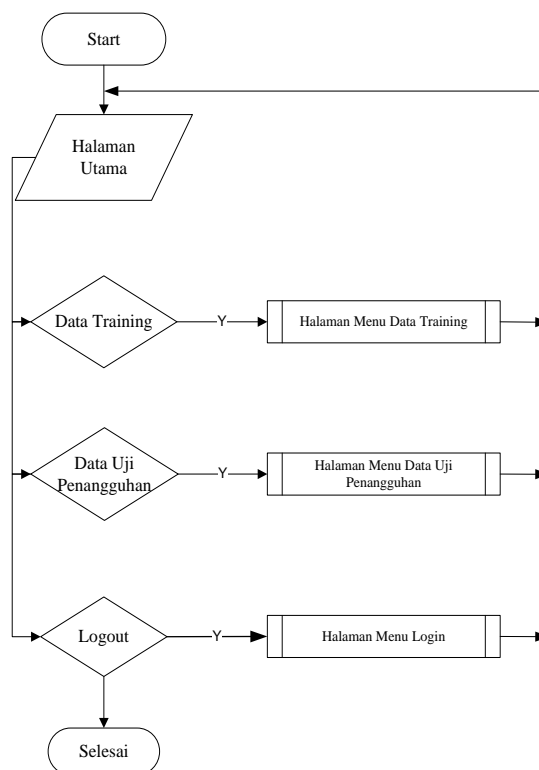 Start
Halaman
Utama
Data Training
Y
Halaman Menu Data Training
Data Uji
Penangguhan
Y
Halaman Menu Data Uji
Penangguhan
Logout
Y
Halaman Menu Login
Selesai